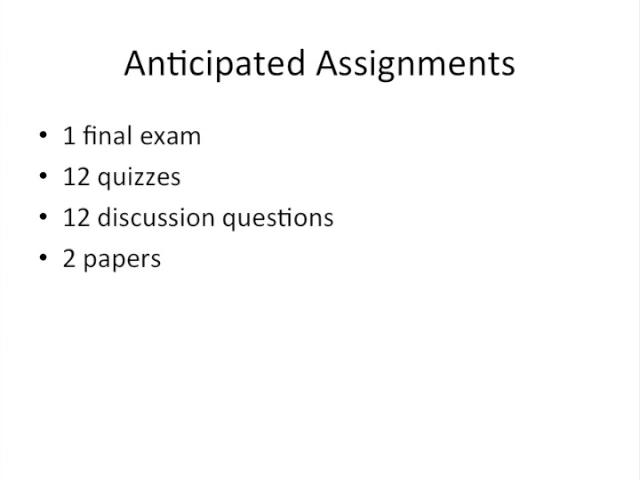 Anticipated Assignments
• 1 final exam
• 12 quizzes
• 12 discussion questions
• 2 papers